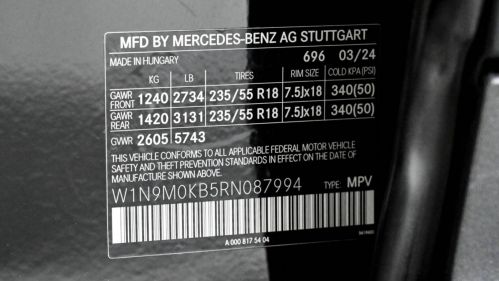 MFD BY MERCEDES-BENZ AG STUTTGART
MADE IN HUNGARY 696 03/24
KG LB TIRES RIM SIZE COLD KPA (PSI)
GAWR FRONT 1240 2734 235/55 R18 7.5Jx18 340(50)
GAWR REAR 1420 3131 235/55 R18 7.5Jx18 340(50)
GVWR 2605 5743
THIS VEHICLE CONFORMS TO ALL APPLICABLE FEDERAL MOTOR VEHICLE
SAFETY AND THEFT PREVENTION STANDARDS IN EFFECT ON THE DATE OF
MANUFACTURE SHOWN ABOVE.
W1N9M0KB5RN087994 TYPE: MPV
A 000 817 54 04